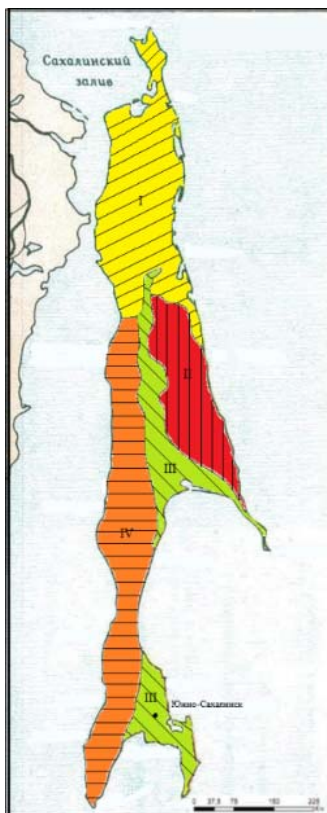 Сахалинский
залив
I
II
III
IV
III
Южно-Сахалинск
0 37,5 75 150 225